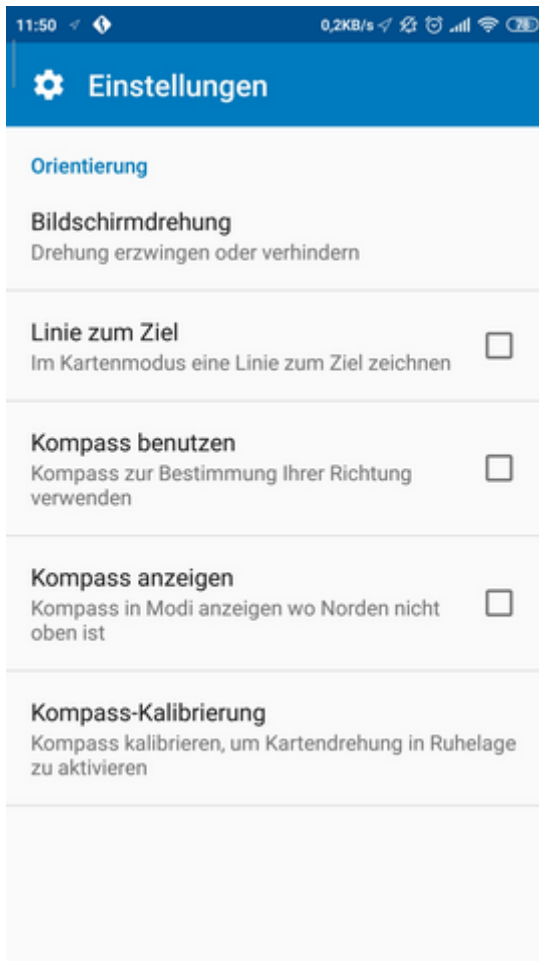 11:50 0,2KB/s 78
Einstellungen
Orientierung
Bildschirmdrehung
Drehung erzwingen oder verhindern
Linie zum Ziel
Im Kartenmodus eine Linie zum Ziel zeichnen
Kompass benutzen
Kompass zur Bestimmung Ihrer Richtung
verwenden
Kompass anzeigen
Kompass in Modi anzeigen wo Norden nicht
oben ist
Kompass-Kalibrierung
Kompass kalibrieren, um Kartendrehung in Ruhelage
zu aktivieren